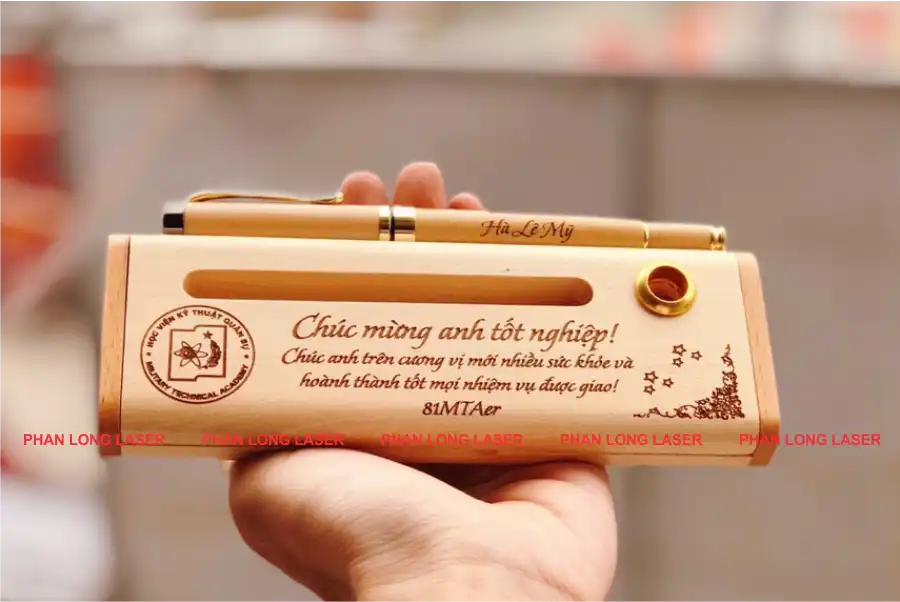 Hà Lê Mỹ
HỌC VIỆN KỸ THUẬT QUÂN SỰ
MILITARY TECHNICAL ACADEMY
Chúc mừng anh tốt nghiệp!
Chúc anh trên cương vị mới nhiều sức khỏe và
hoành thành tốt mọi nhiệm vụ được giao!
81MTAer
PHAN LONG LASER PHAN LONG LASER PHAN LONG LASER PHAN LONG LASER PHAN LONG LASER